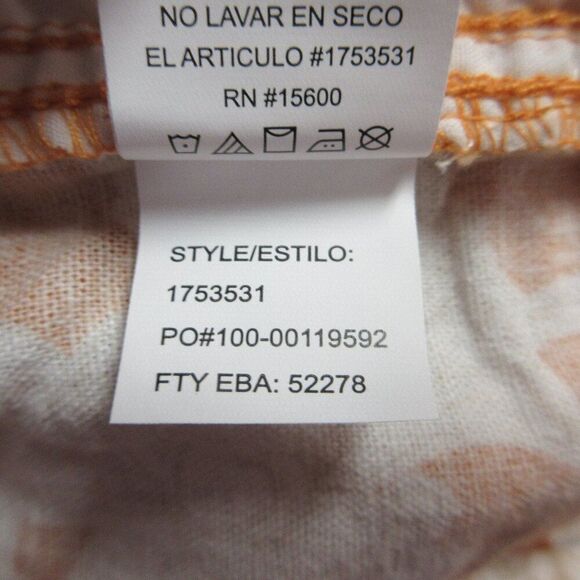 NO LAVAR EN SECO
EL ARTICULO #1753531
RN #15600
STYLE/ESTILO:
1753531
PO#100-00119592
FTY EBA: 52278